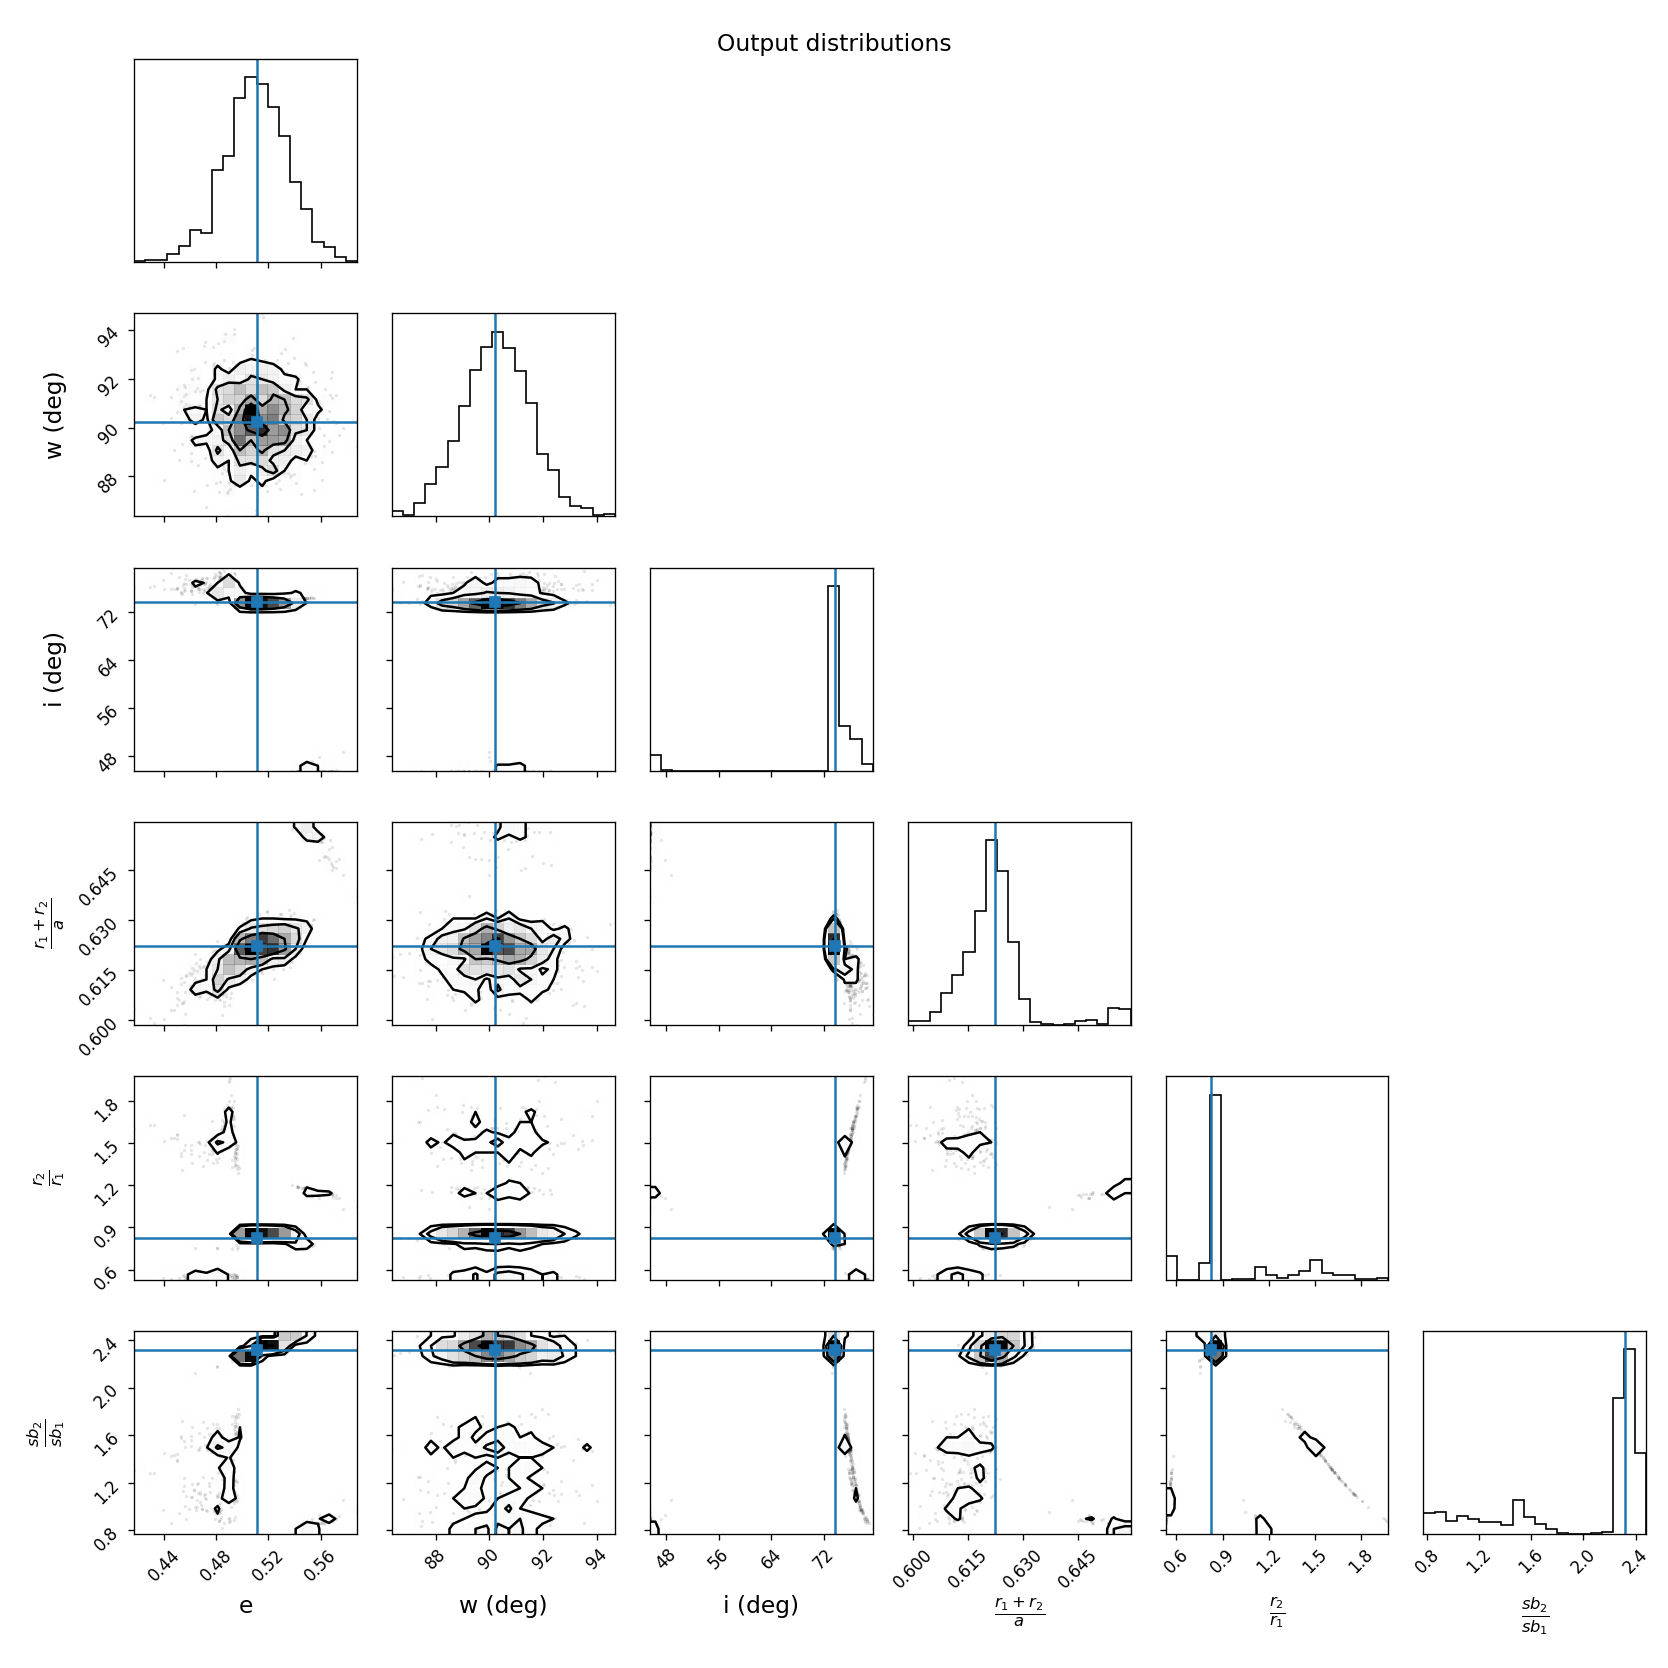 Output distributions
w (deg)
94
92
90
88
i (deg)
72
64
56
48
r₁ + r₂
a
0.645
0.630
0.615
0.600
r₂
r₁
1.8
1.5
1.2
0.9
0.6
sb₂
sb₁
2.4
2.0
1.6
1.2
0.8
0.44 0.48 0.52 0.56 88 90 92 94 48 56 64 72 0.600 0.615 0.630 0.645 0.6 0.9 1.2 1.5 1.8 0.8 1.2 1.6 2.0 2.4
e w (deg) i (deg)
r₁ + r₂
a
r₂
r₁
sb₂
sb₁